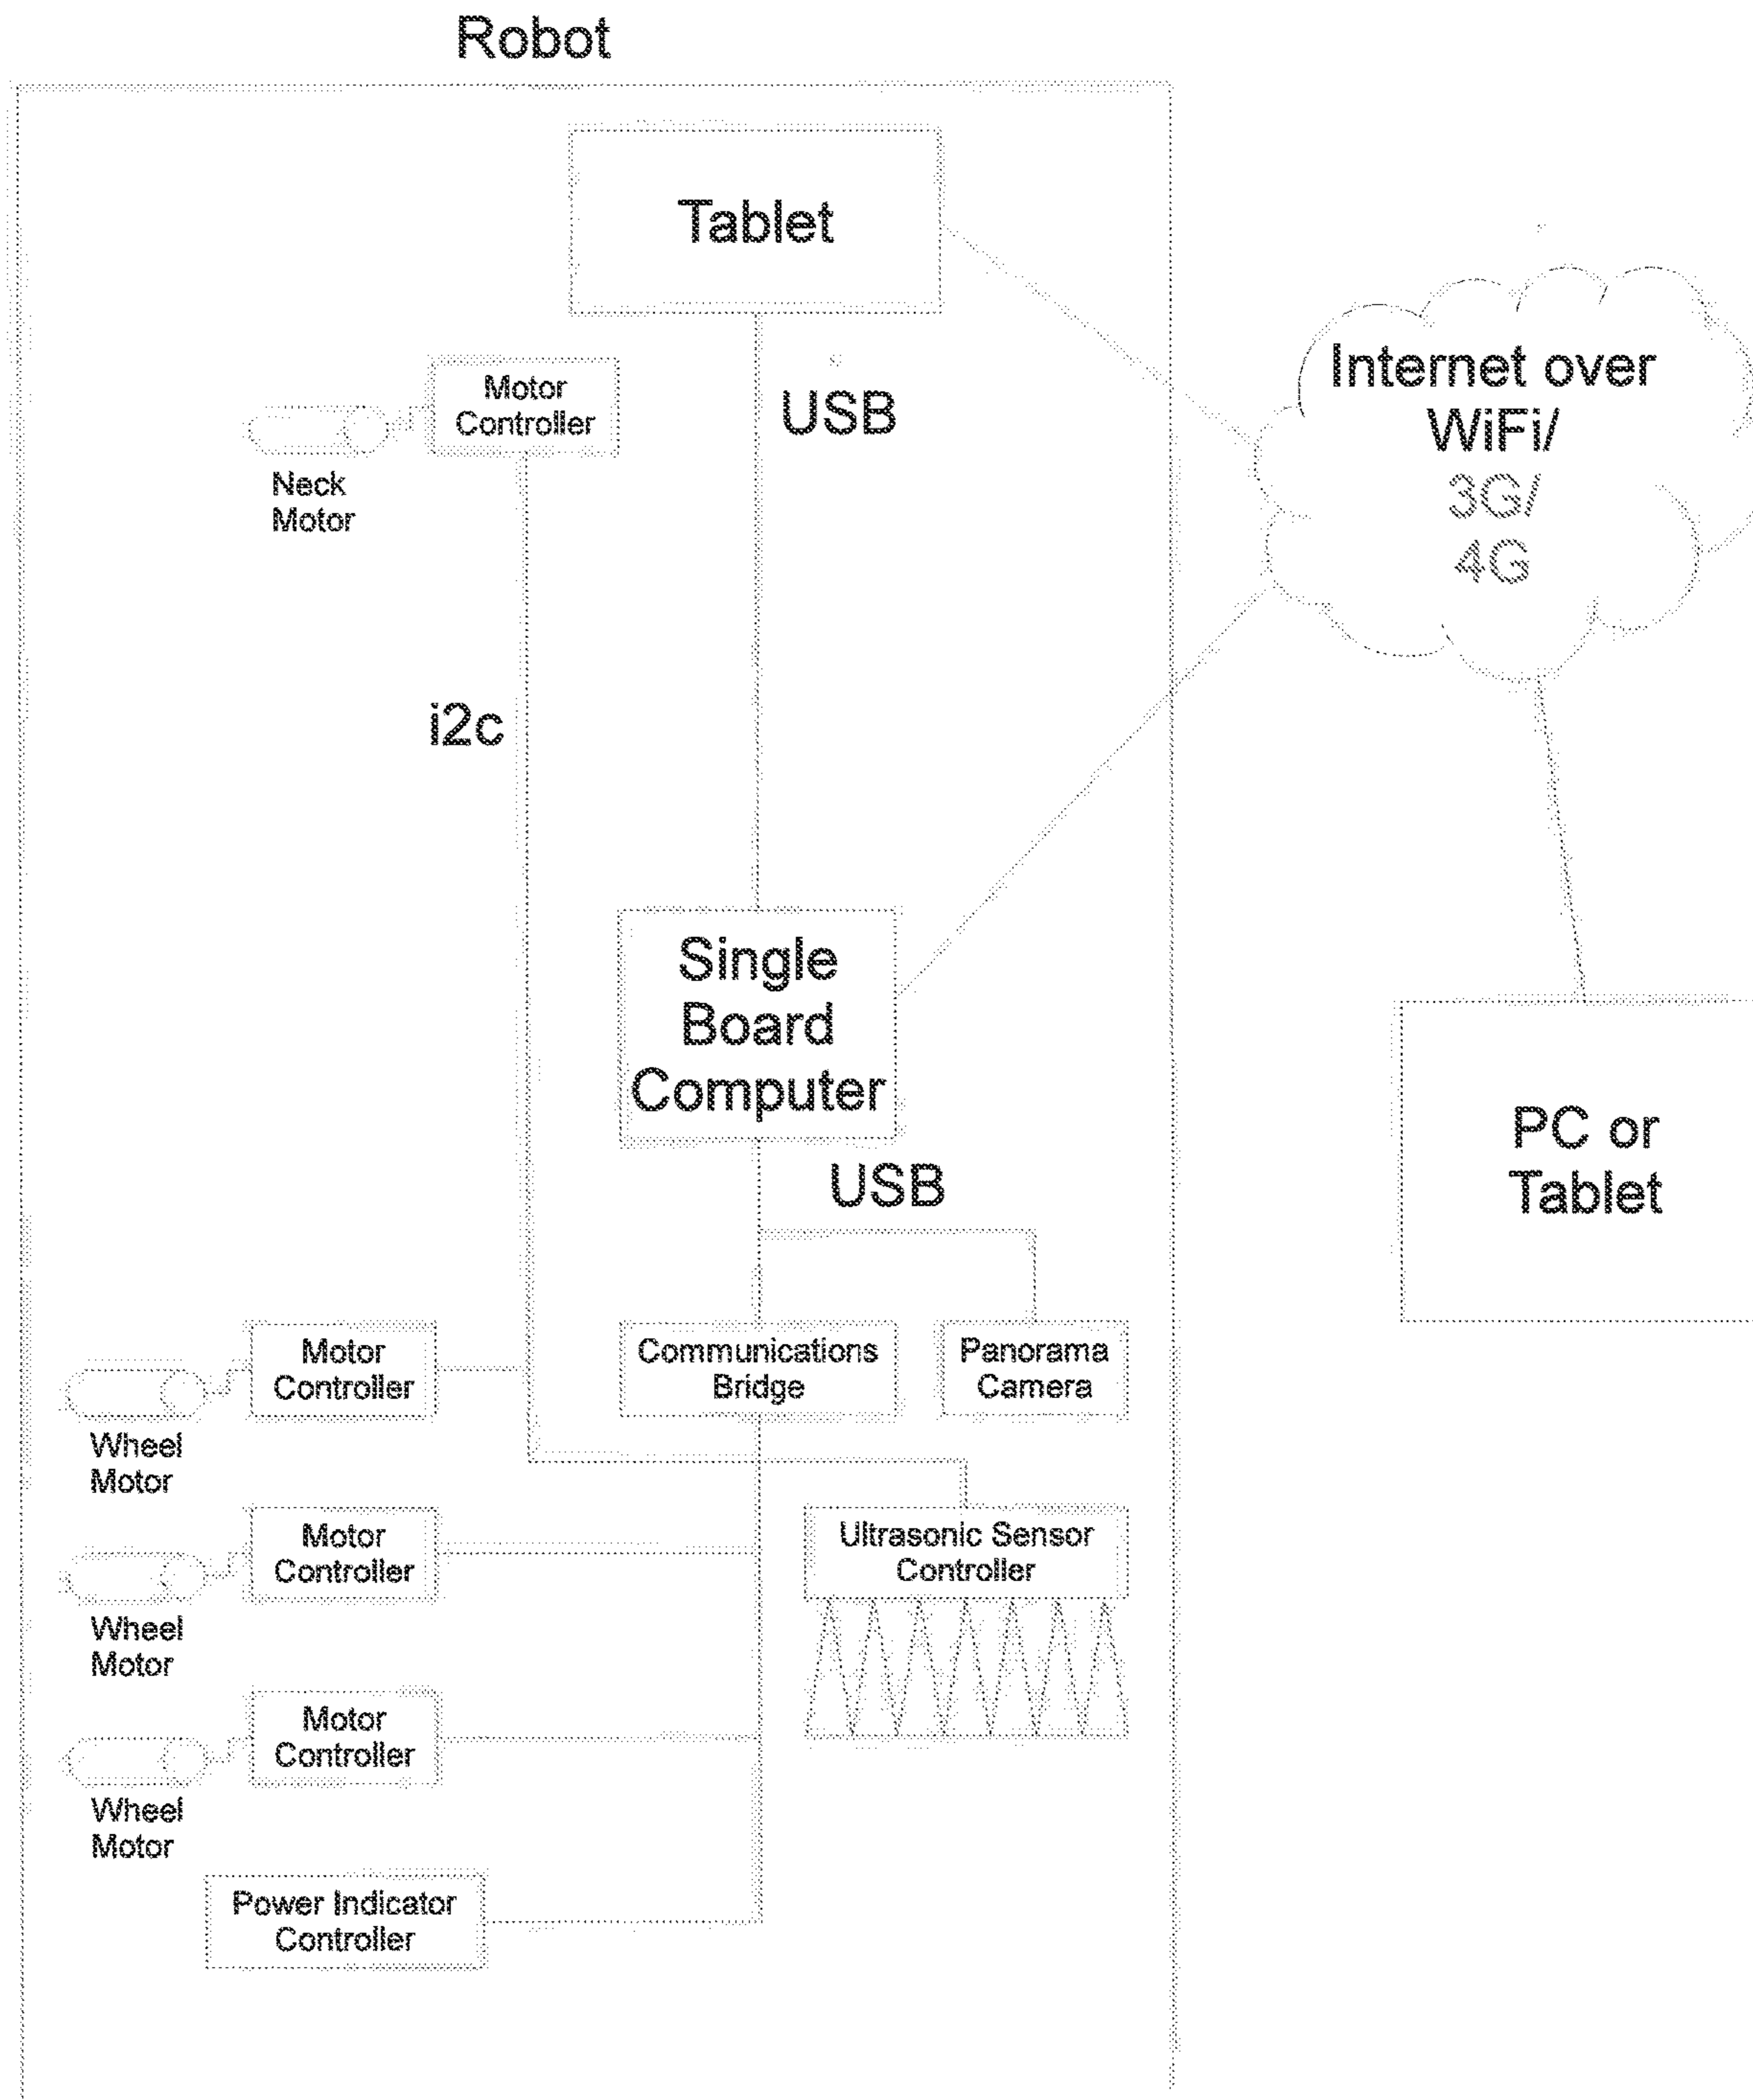 Robot
Tablet
Motor
Controller
USB
Neck
Motor
Internet over
WiFi/
3G/
4G
i2c
Single
Board
Computer
USB
PC or
Tablet
Motor
Controller
Communications
Bridge
Panorama
Camera
Wheel
Motor
Motor
Controller
Ultrasonic Sensor
Controller
Wheel
Motor
Motor
Controller
Wheel
Motor
Power Indicator
Controller